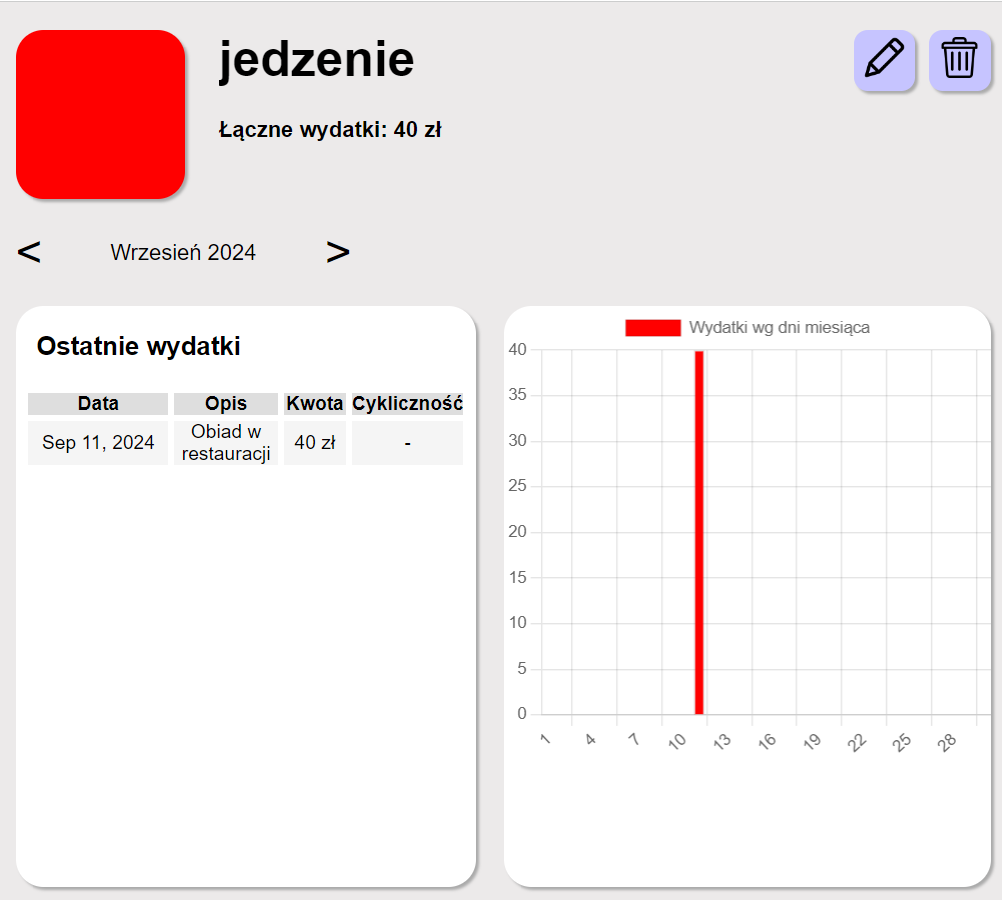 jedzenie
Łączne wydatki: 40 zł
< Wrzesień 2024 >
Ostatnie wydatki
Data Opis Kwota Cykliczność
Sep 11, 2024 Obiad w restauracji 40 zł -
Wydatki wg dni miesiąca
40
35
30
25
20
15
10
5
0
1 4 7 10 13 16 19 22 25 28